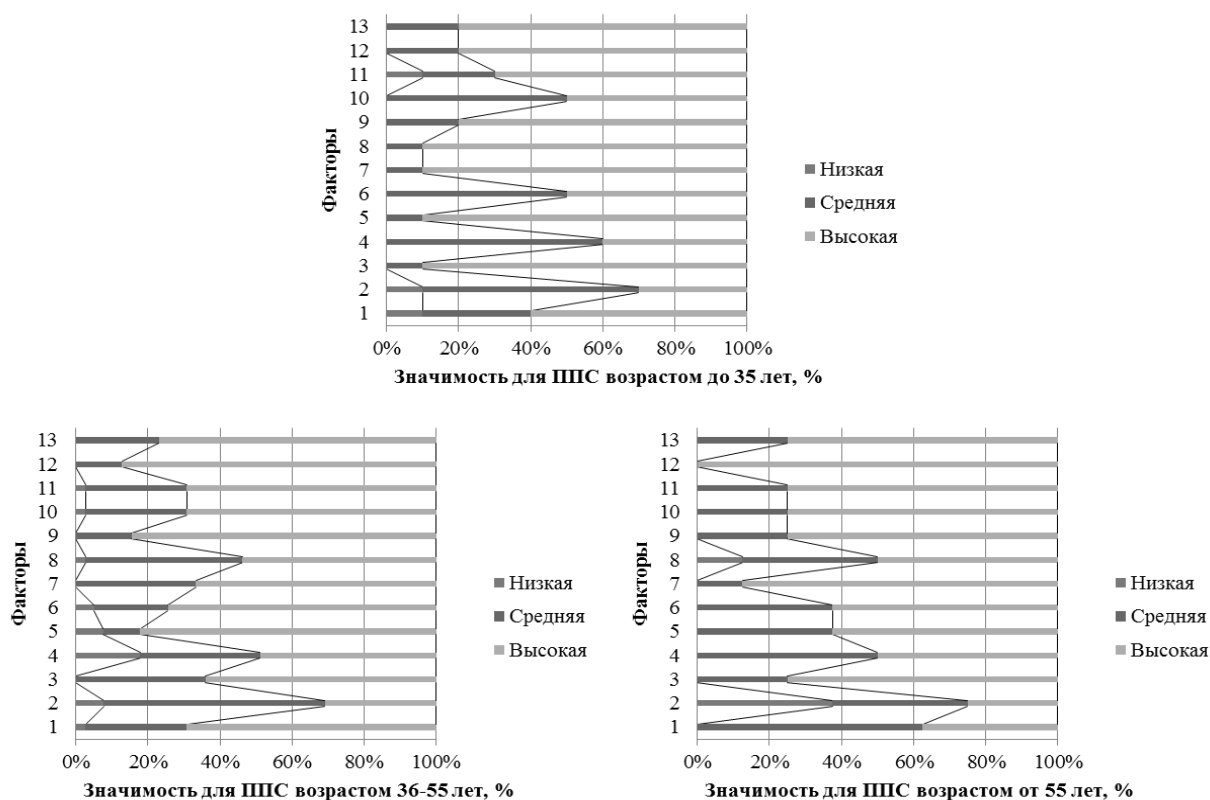 13
12
11
10
9
8
7
6
5
4
3
2
1
Факторы
0% 20% 40% 60% 80% 100%
Значимость для ППС возрастом до 35 лет, %
Низкая
Средняя
Высокая
13
12
11
10
9
8
7
6
5
4
3
2
1
Факторы
0% 20% 40% 60% 80% 100%
Значимость для ППС возрастом 36-55 лет, %
Низкая
Средняя
Высокая
13
12
11
10
9
8
7
6
5
4
3
2
1
Факторы
0% 20% 40% 60% 80% 100%
Значимость для ППС возрастом от 55 лет, %
Низкая
Средняя
Высокая